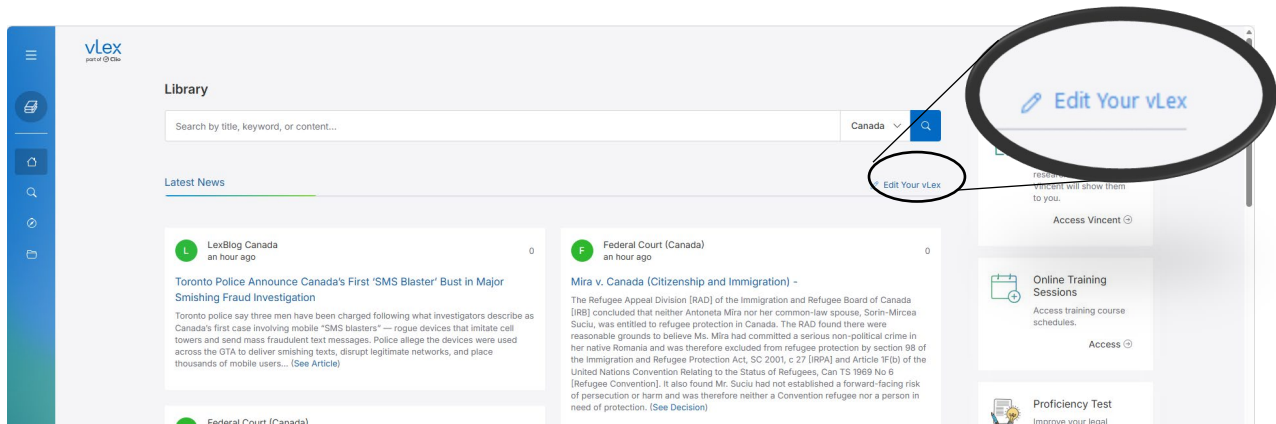 vLex
part of Clio
Library
Search by title, keyword, or content...
Canada
Edit Your vLex
Latest News
Edit Your vLex
LexBlog Canada
an hour ago
0
Toronto Police Announce Canada's First 'SMS Blaster' Bust in Major
Smishing Fraud Investigation
Toronto police say three men have been charged following what investigators describe as
Canada's first case involving mobile "SMS blasters" — rogue devices that imitate cell
towers and send mass fraudulent text messages. Police allege the devices were used
across the GTA to deliver smishing texts, disrupt legitimate networks, and place
thousands of mobile users... (See Article)
Federal Court (Canada)
Federal Court (Canada)
an hour ago
0
Mira v. Canada (Citizenship and Immigration) -
The Refugee Appeal Division [RAD] of the Immigration and Refugee Board of Canada
[IRB] concluded that neither Antoneta Mîra nor her common-law spouse, Sorin-Mircea
Suciu, was entitled to refugee protection in Canada. The RAD found there were
reasonable grounds to believe Ms. Mîra had committed a serious non-political crime in
her native Romania and was therefore excluded from refugee protection by section 98 of
the Immigration and Refugee Protection Act, SC 2001, c 27 [IRPA] and Article 1F(b) of the
United Nations Convention Relating to the Status of Refugees, Can TS 1969 No 6
[Refugee Convention]. It also found Mr. Suciu had not established a forward-facing risk
of persecution or harm and was therefore neither a Convention refugee nor a person in
need of protection. (See Decision)
Vincent will show them
to you.
Access Vincent
Online Training
Sessions
Access training course
schedules.
Access
Proficiency Test
Improve your legal